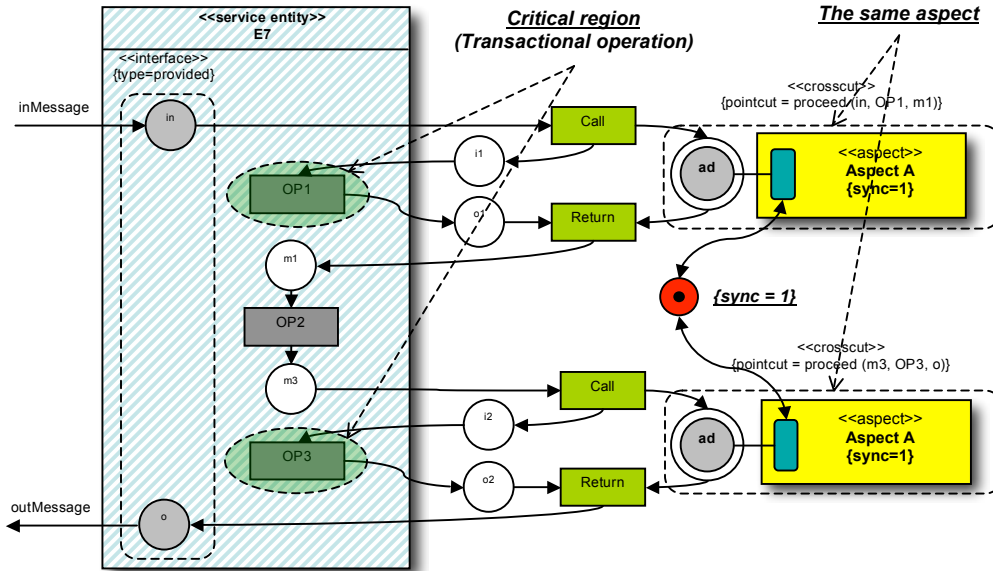 <<service entity>>
E7
Critical region
(Transactional operation)
The same aspect
<<interface>>
{type=provided}
<<crosscut>>
{pointcut = proceed (in, OP1, m1)}
inMessage
in
Call
i1
ad
<<aspect>>
Aspect A
{sync=1}
OP1
o1
Return
m1
{sync = 1}
OP2
<<crosscut>>
{pointcut = proceed (m3, OP3, o)}
m3
Call
i2
ad
<<aspect>>
Aspect A
{sync=1}
OP3
o2
Return
outMessage
o